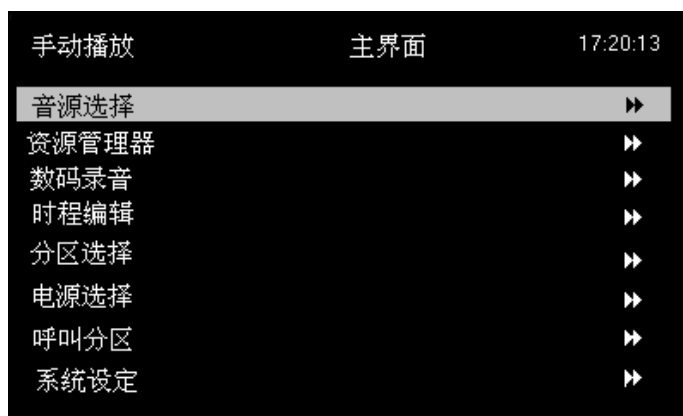 手动播放 主界面 17:20:13
音源选择
资源管理器
数码录音
时程编辑
分区选择
电源选择
呼叫分区
系统设定